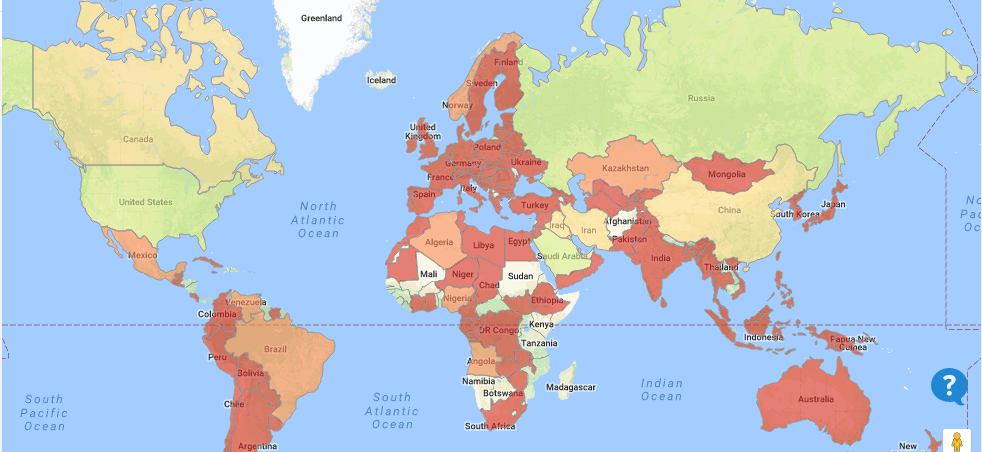 Greenland
Iceland
Finland
Sweden
Norway
Russia
Canada
United
Kingdom
Poland
Germany
Ukraine
France
Kazakhstan
Mongolia
Italy
Spain
Turkey
United States
China
Japan
South Korea
North
Atlantic
Ocean
Afghanistan
Iraq
Iran
Pakistan
Algeria
Libya
Egypt
Saudi Arabia
India
Mexico
Mali
Niger
Chad
Sudan
Thailand
Nigeria
Ethiopia
Venezuela
Colombia
Kenya
DR Congo
Indonesia
Papua New
Guinea
Tanzania
Brazil
Peru
Angola
Bolivia
Namibia
Botswana
Madagascar
Indian
Ocean
South
Pacific
Ocean
South
Atlantic
Ocean
Chile
Australia
South Africa
Argentina
New
No
Pac
Oc
?